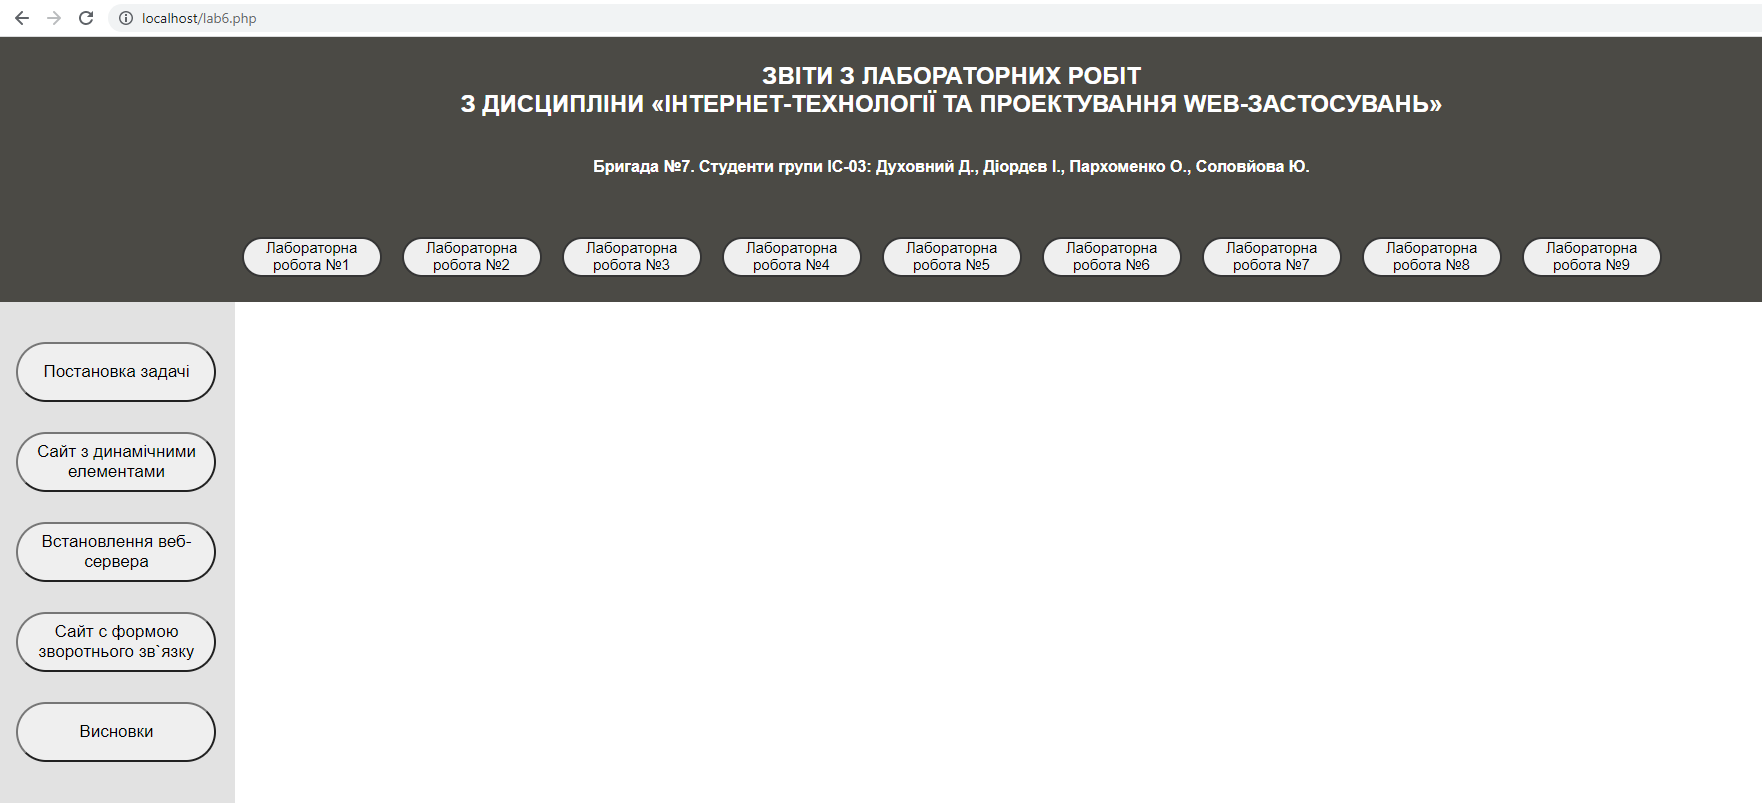 localhost/lab6.php
ЗВІТИ З ЛАБОРАТОРНИХ РОБІТ
З ДИСЦИПЛІНИ «ІНТЕРНЕТ-ТЕХНОЛОГІЇ ТА ПРОЕКТУВАННЯ WEB-ЗАСТОСУВАНЬ»
Бригада №7. Студенти групи ІС-03: Духовний Д., Діордєв І., Пархоменко О., Соловйова Ю.
Лабораторна
робота №1
Лабораторна
робота №2
Лабораторна
робота №3
Лабораторна
робота №4
Лабораторна
робота №5
Лабораторна
робота №6
Лабораторна
робота №7
Лабораторна
робота №8
Лабораторна
робота №9
Постановка задачі
Сайт з динамічними
елементами
Встановлення веб-
сервера
Сайт с формою
зворотнього зв`язку
Висновки